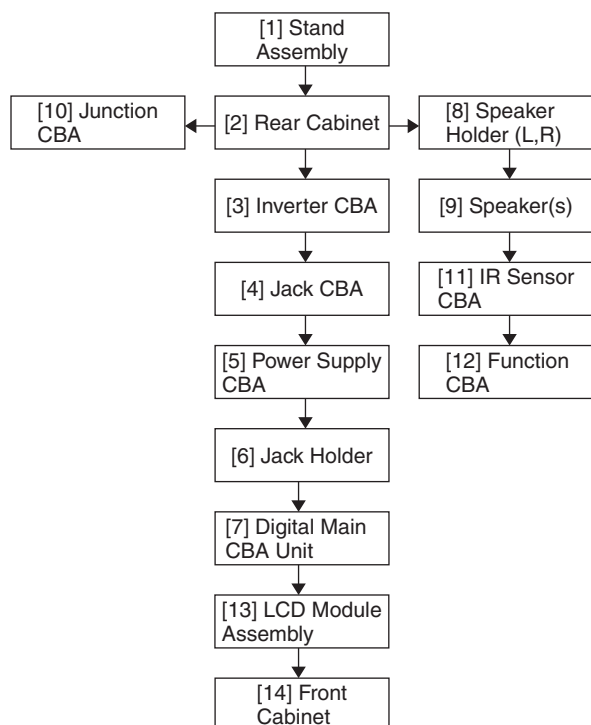 [1] Stand
Assembly
[10] Junction
CBA
[2] Rear Cabinet
[8] Speaker
Holder (L,R)
[3] Inverter CBA
[9] Speaker(s)
[4] Jack CBA
[11] IR Sensor
CBA
[5] Power Supply
CBA
[12] Function
CBA
[6] Jack Holder
[7] Digital Main
CBA Unit
[13] LCD Module
Assembly
[14] Front
Cabinet